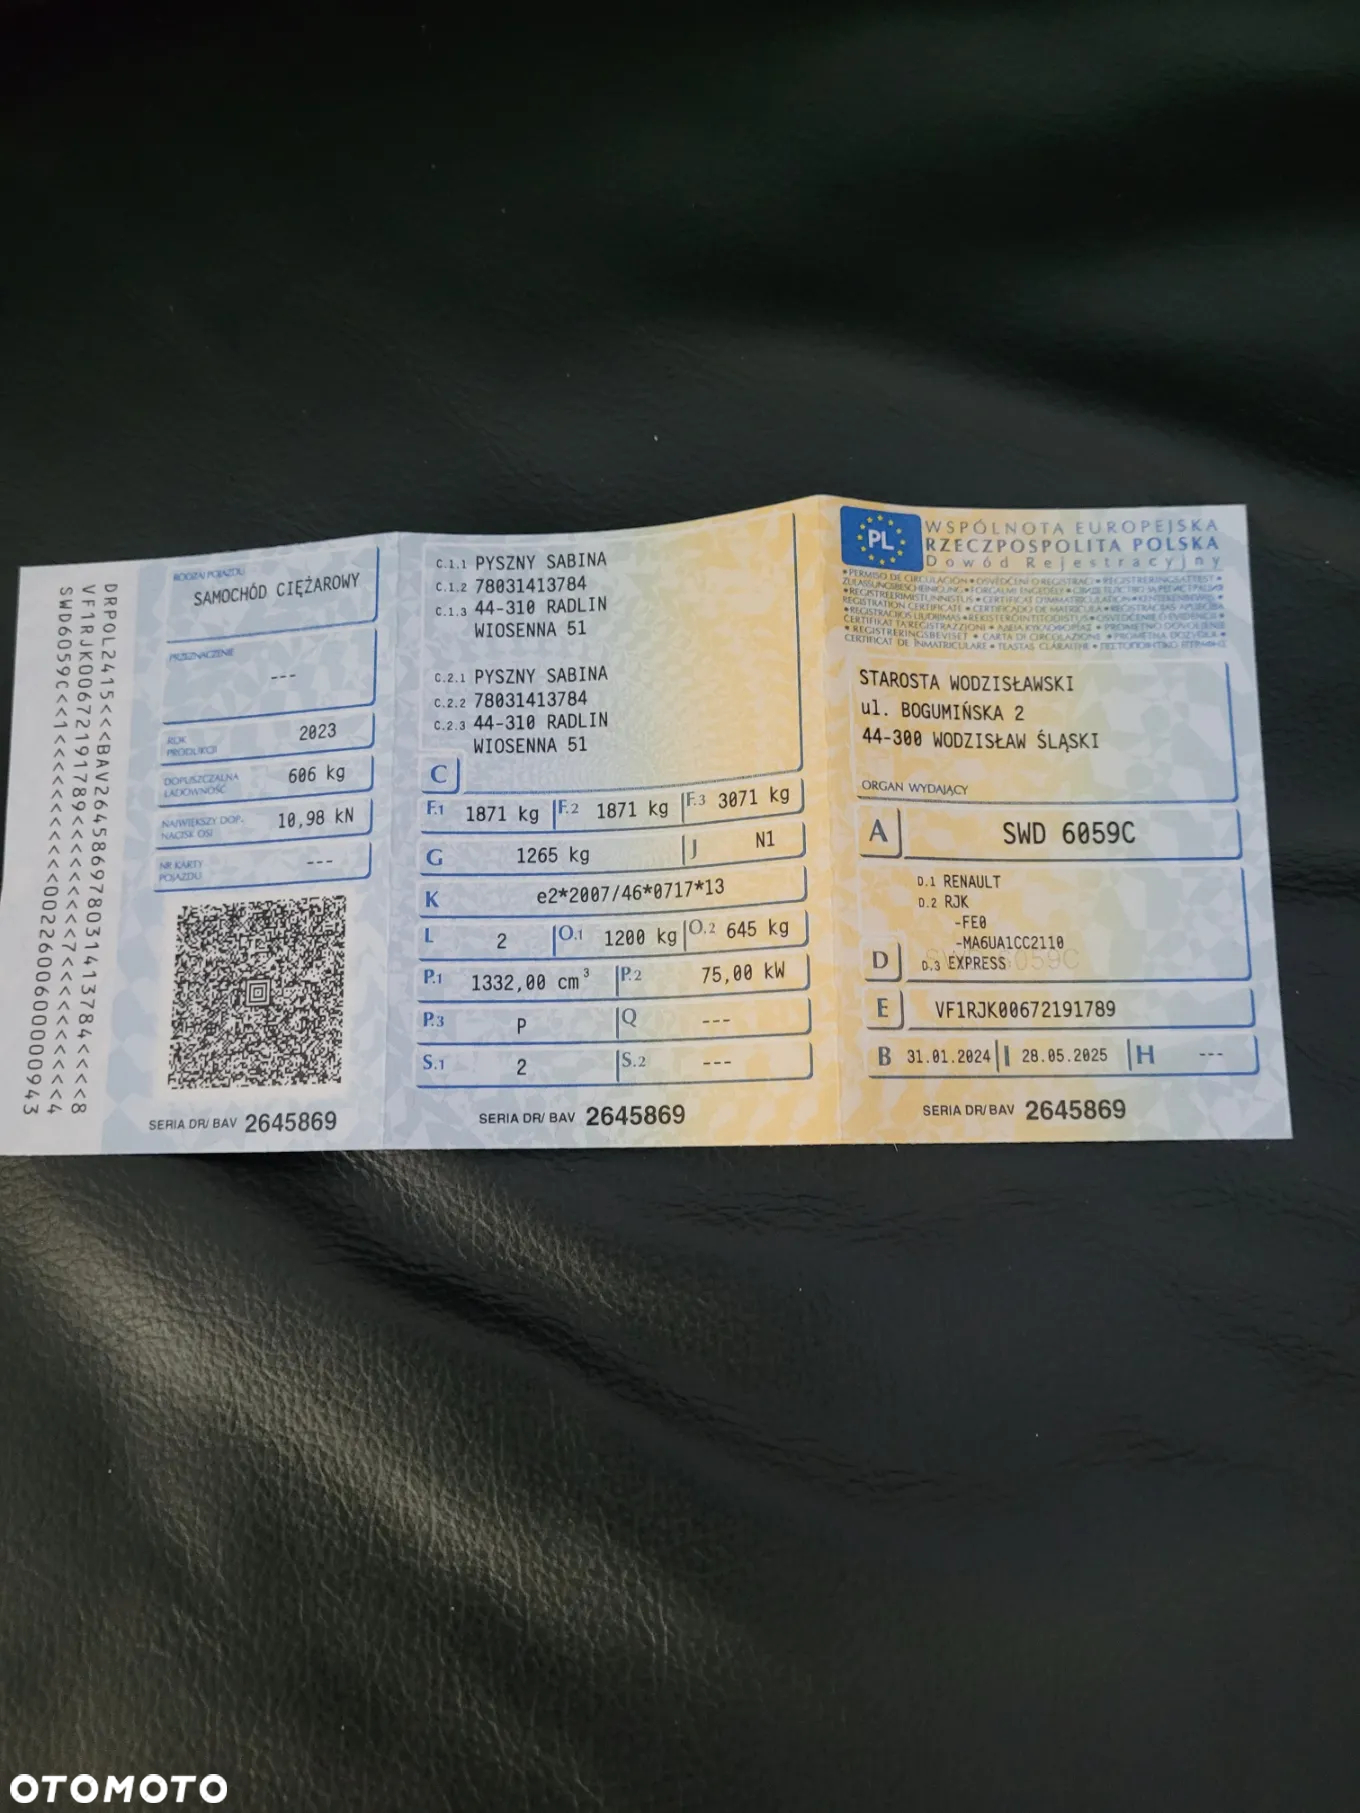 DRPOL2415<<<BAV26458697803141378４<<<<8
VF1RJK00672191789<<<<<<<7<<<<<<<<4
RODZAJ POJAZDU
SAMOCHÓD CIĘŻAROWY
PRZEZNACZENIE
---
ROK
PRODUKCJI
2023
DOPUSZCZALNA
ŁADOWNOŚĆ
606 kg
NAJWIĘKSZY DOP.
NACISK OSI
10,98 kN
NR KARTY
POJAZDU
---
SERIA DR/ BAV 2645869
C.1.1 PYSZNY SABINA
C.1.2 78031413784
C.1.3 44-310 RADLIN
WIOSENNA 51
C.2.1 PYSZNY SABINA
C.2.2 78031413784
C.2.3 44-310 RADLIN
WIOSENNA 51
C
F.1 1871 kg F.2 1871 kg F.3 3071 kg
G 1265 kg J N1
K e2*2007/46*0717*13
L 2 O.1 1200 kg O.2 645 kg
P.1 1332,00 cm³ P.2 75,00 kW
P.3 P Q ---
S.1 2 S.2 ---
SERIA DR/ BAV 2645869
PL
WSPÓLNOTA EUROPEJSKA
RZECZPOSPOLITA POLSKA
Dowód Rejestracyjny
STAROSTA WODZISŁAWSKI
ul. BOGUMIŃSKA 2
44-300 WODZISŁAW ŚLĄSKI
ORGAN WYDAJĄCY
A SWD 6059C
D.1 RENAULT
D.2 RJK
-FE0
-MA6UA1CC2110
D D.3 EXPRESS
E VF1RJK00672191789
B 31.01.2024 I 28.05.2025 H ---
SERIA DR/ BAV 2645869
OTOMOTO